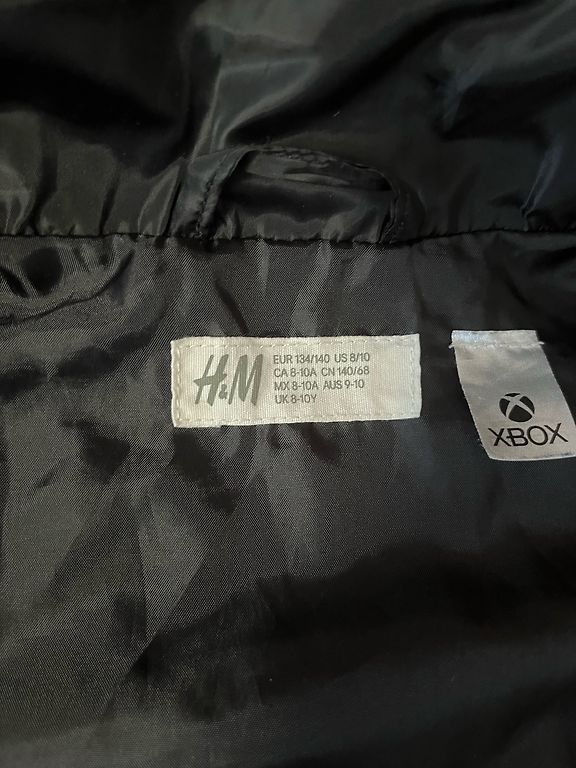 H&M
EUR 134/140 US 8/10
CA 8-10A CN 140/68
MX 8-10A AUS 9-10
UK 8-10Y
XBOX